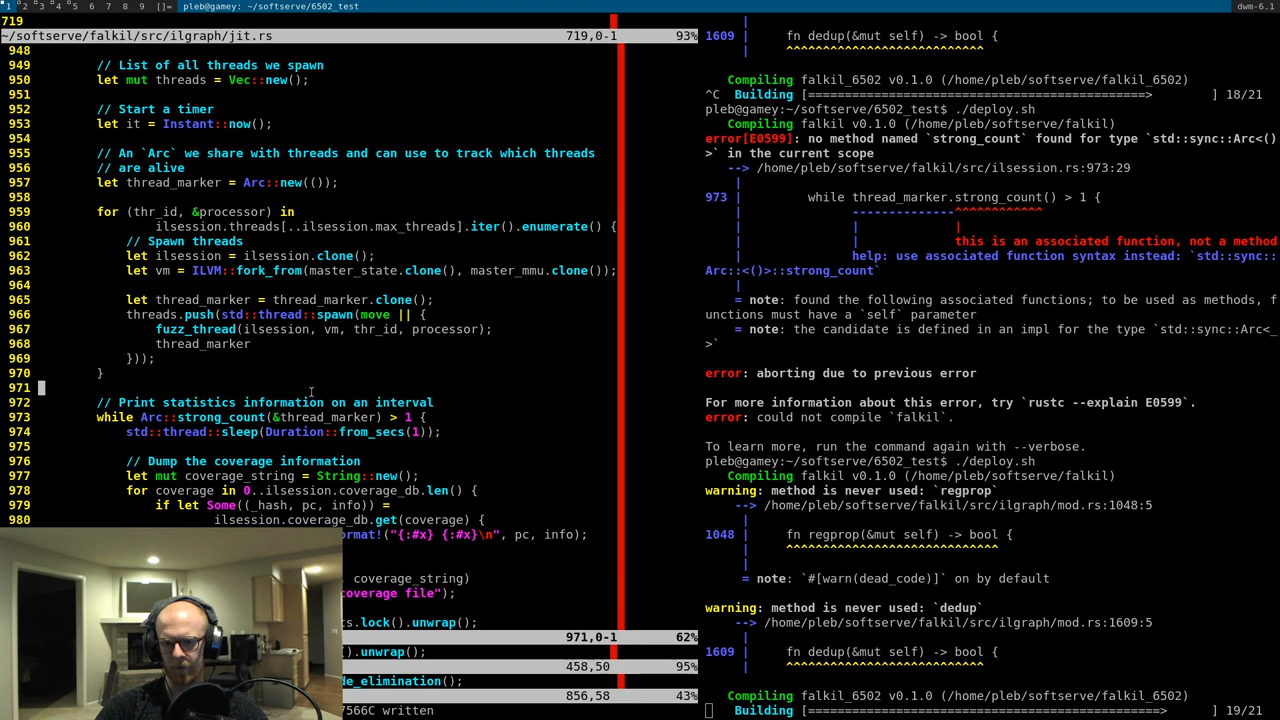 1 2 3 4 5 6 7 8 9 []= pleb@gamey: ~/softserve/6502_test dwm-6.1
719
~/softserve/falkil/src/ilgraph/jit.rs 719,0-1 93%
948
949 // List of all threads we spawn
950 let mut threads = Vec::new();
951
952 // Start a timer
953 let it = Instant::now();
954
955 // An `Arc` we share with threads and can use to track which threads
956 // are alive
957 let thread_marker = Arc::new(());
958
959 for (thr_id, &processor) in
960 ilsession.threads[..ilsession.max_threads].iter().enumerate() {
961 // Spawn threads
962 let ilsession = ilsession.clone();
963 let vm = ILVM::fork_from(master_state.clone(), master_mmu.clone());
964
965 let thread_marker = thread_marker.clone();
966 threads.push(std::thread::spawn(move || {
967 fuzz_thread(ilsession, vm, thr_id, processor);
968 thread_marker
969 }));
970 }
971
972 // Print statistics information on an interval
973 while Arc::strong_count(&thread_marker) > 1 {
974 std::thread::sleep(Duration::from_secs(1));
975
976 // Dump the coverage information
977 let mut coverage_string = String::new();
978 for coverage in 0..ilsession.coverage_db.len() {
979 if let Some((_hash, pc, info)) =
980 ilsession.coverage_db.get(coverage) {
ormat!("{:#x} {:#x}\n", pc, info);
, coverage_string)
coverage file");
cs.lock().unwrap();
971,0-1 62%
().unwrap();
458,50 95%
de_elimination();
856,58 43%
7566C written
|
1609 | fn dedup(&mut self) -> bool {
| ^^^^^^^^^^^^^^^^^^^^^^^^^^^
Compiling falkil_6502 v0.1.0 (/home/pleb/softserve/falkil_6502)
^C Building [==============================================> ] 18/21
pleb@gamey:~/softserve/6502_test$ ./deploy.sh
Compiling falkil v0.1.0 (/home/pleb/softserve/falkil)
error[E0599]: no method named `strong_count` found for type `std::sync::Arc<()
>` in the current scope
--> /home/pleb/softserve/falkil/src/ilsession.rs:973:29
|
973 | while thread_marker.strong_count() > 1 {
| --------------^^^^^^^^^^^^
| | |
| | this is an associated function, not a method
| help: use associated function syntax instead: `std::sync::
Arc::<()>::strong_count`
|
= note: found the following associated functions; to be used as methods, f
unctions must have a `self` parameter
= note: the candidate is defined in an impl for the type `std::sync::Arc<_
>`
error: aborting due to previous error
For more information about this error, try `rustc --explain E0599`.
error: could not compile `falkil`.
To learn more, run the command again with --verbose.
pleb@gamey:~/softserve/6502_test$ ./deploy.sh
Compiling falkil v0.1.0 (/home/pleb/softserve/falkil)
warning: method is never used: `regprop`
--> /home/pleb/softserve/falkil/src/ilgraph/mod.rs:1048:5
|
1048 | fn regprop(&mut self) -> bool {
| ^^^^^^^^^^^^^^^^^^^^^^^^^^^^^
|
= note: `#[warn(dead_code)]` on by default
warning: method is never used: `dedup`
--> /home/pleb/softserve/falkil/src/ilgraph/mod.rs:1609:5
|
1609 | fn dedup(&mut self) -> bool {
| ^^^^^^^^^^^^^^^^^^^^^^^^^^^
Compiling falkil_6502 v0.1.0 (/home/pleb/softserve/falkil_6502)
Building [================================================> ] 19/21